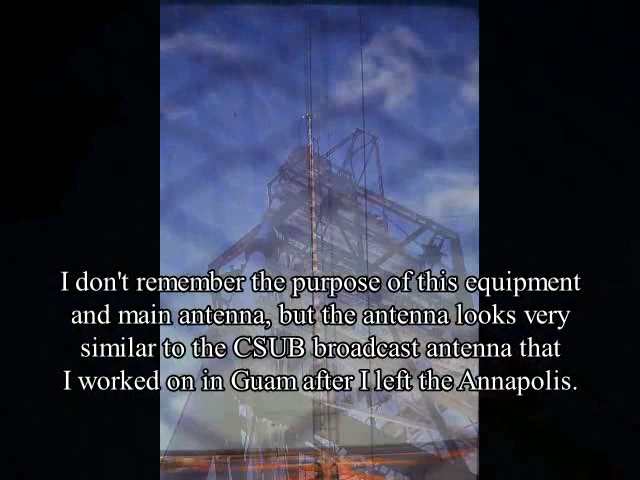 I don't remember the purpose of this equipment
and main antenna, but the antenna looks very
similar to the CSUB broadcast antenna that
I worked on in Guam after I left the Annapolis.